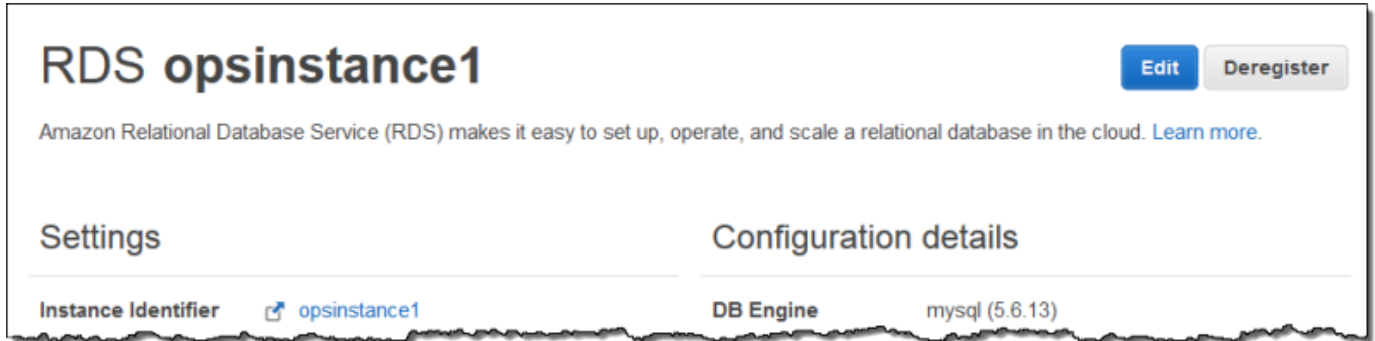 RDS opsinstance1
Edit
Deregister
Amazon Relational Database Service (RDS) makes it easy to set up, operate, and scale a relational database in the cloud. Learn more.
Settings
Configuration details
Instance Identifier opsinstance1
DB Engine mysql (5.6.13)